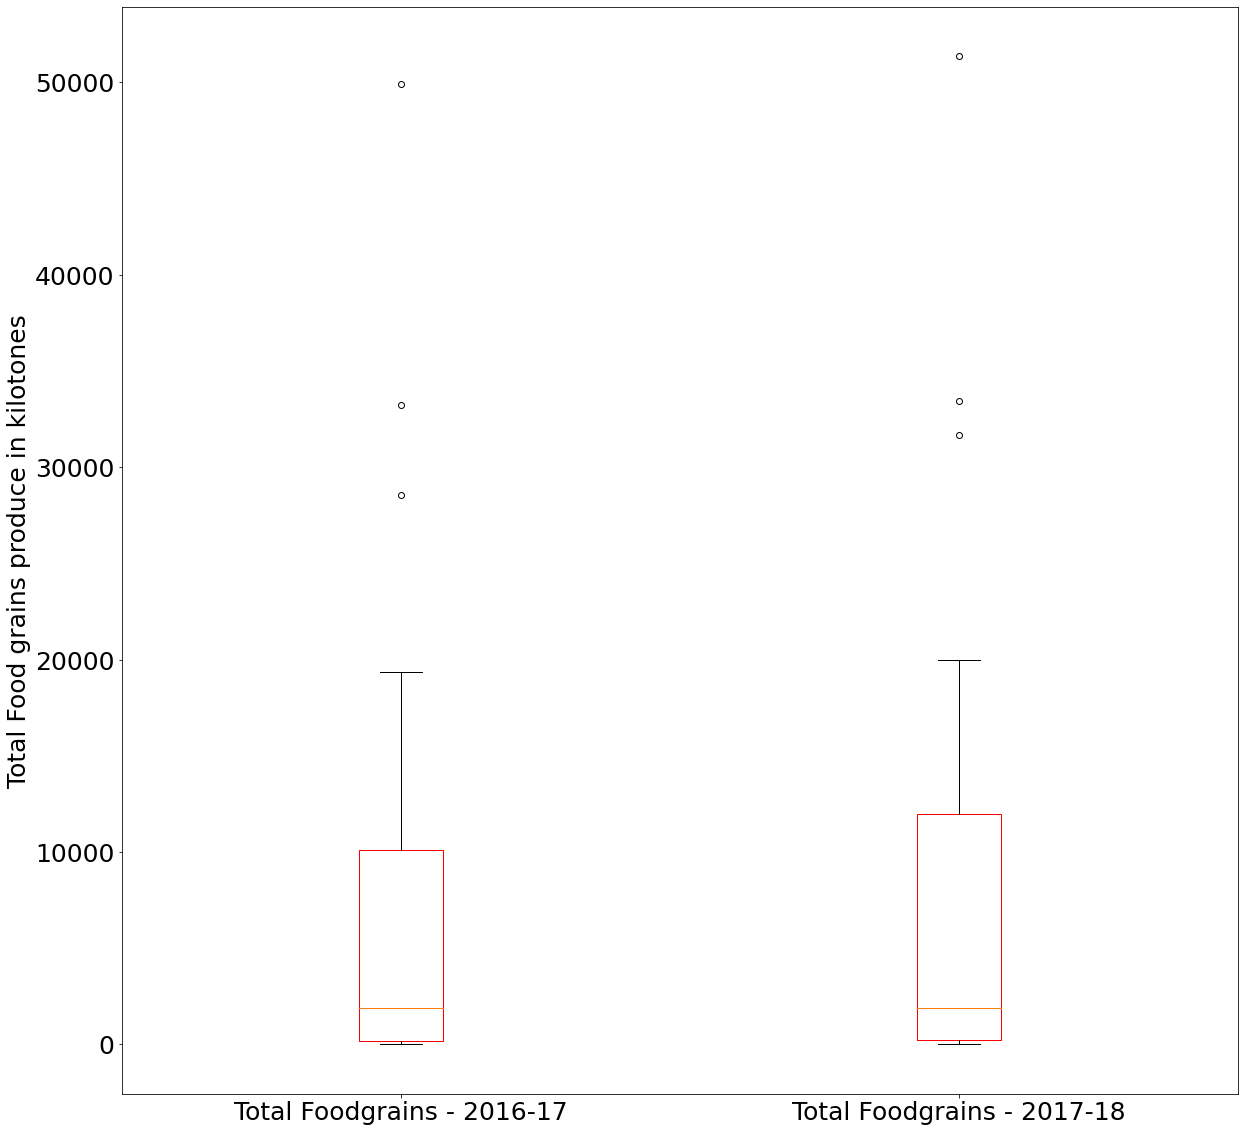 Total Food grains produce in kilotones
50000
40000
30000
20000
10000
0
Total Foodgrains - 2016-17
Total Foodgrains - 2017-18